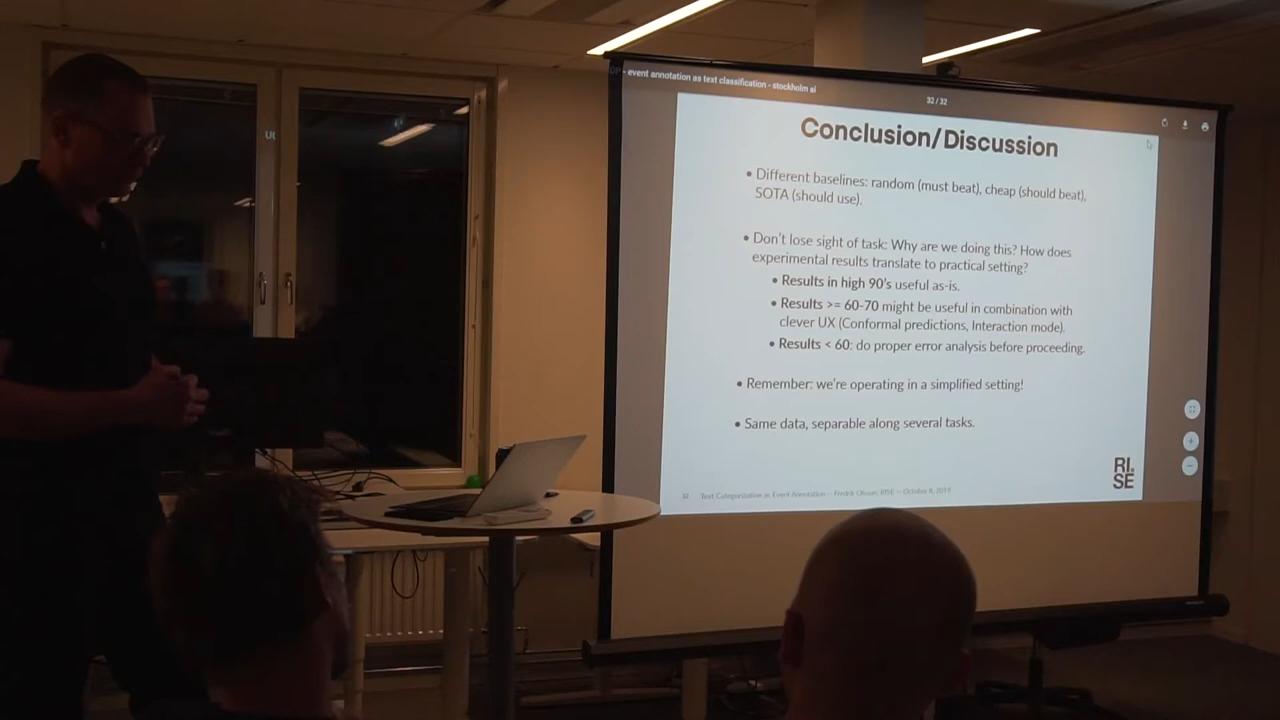 - event annotation as text classification - stockholm ai
32 / 32
Conclusion/Discussion
• Different baselines: random (must beat), cheap (should beat),
SOTA (should use).
• Don't lose sight of task: Why are we doing this? How does
experimental results translate to practical setting?
• Results in high 90's useful as-is.
• Results >= 60-70 might be useful in combination with
clever UX (Conformal predictions, Interaction mode).
• Results < 60: do proper error analysis before proceeding.
• Remember: we're operating in a simplified setting!
• Same data, separable along several tasks.
RI.
SE
32 Text Categorization as Event Annotation — Fredrik Olsson, RISE — October 8, 2019